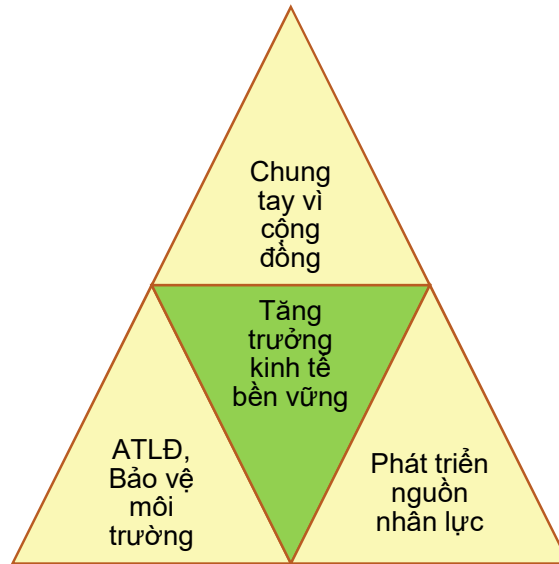 Chung
tay vì
cộng
đồng
Tăng
trưởng
kinh tế
bền vững
ATLĐ,
Bảo vệ
môi
trường
Phát triển
nguồn
nhân lực